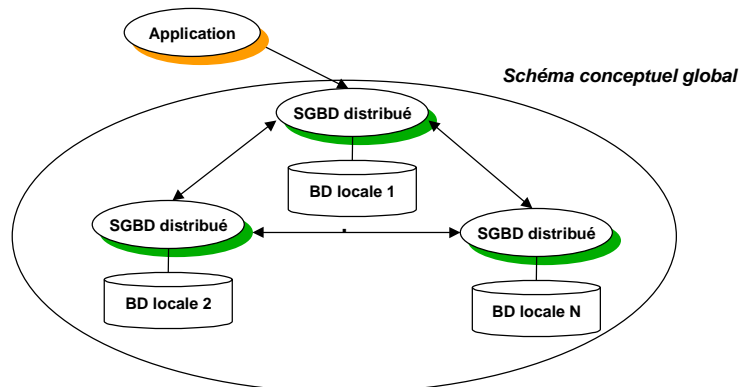 Application
Schéma conceptuel global
SGBD distribué
BD locale 1
SGBD distribué
SGBD distribué
BD locale 2
BD locale N